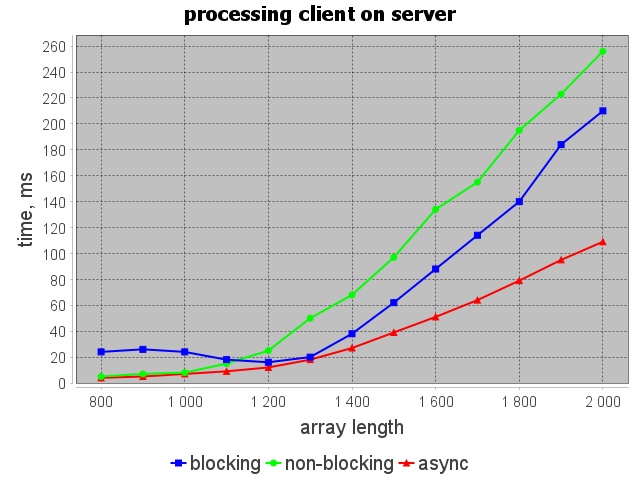 processing client on server
260
240
220
200
180
160
140
120
100
80
60
40
20
0
time, ms
800 1 000 1 200 1 400 1 600 1 800 2 000
array length
blocking non-blocking async